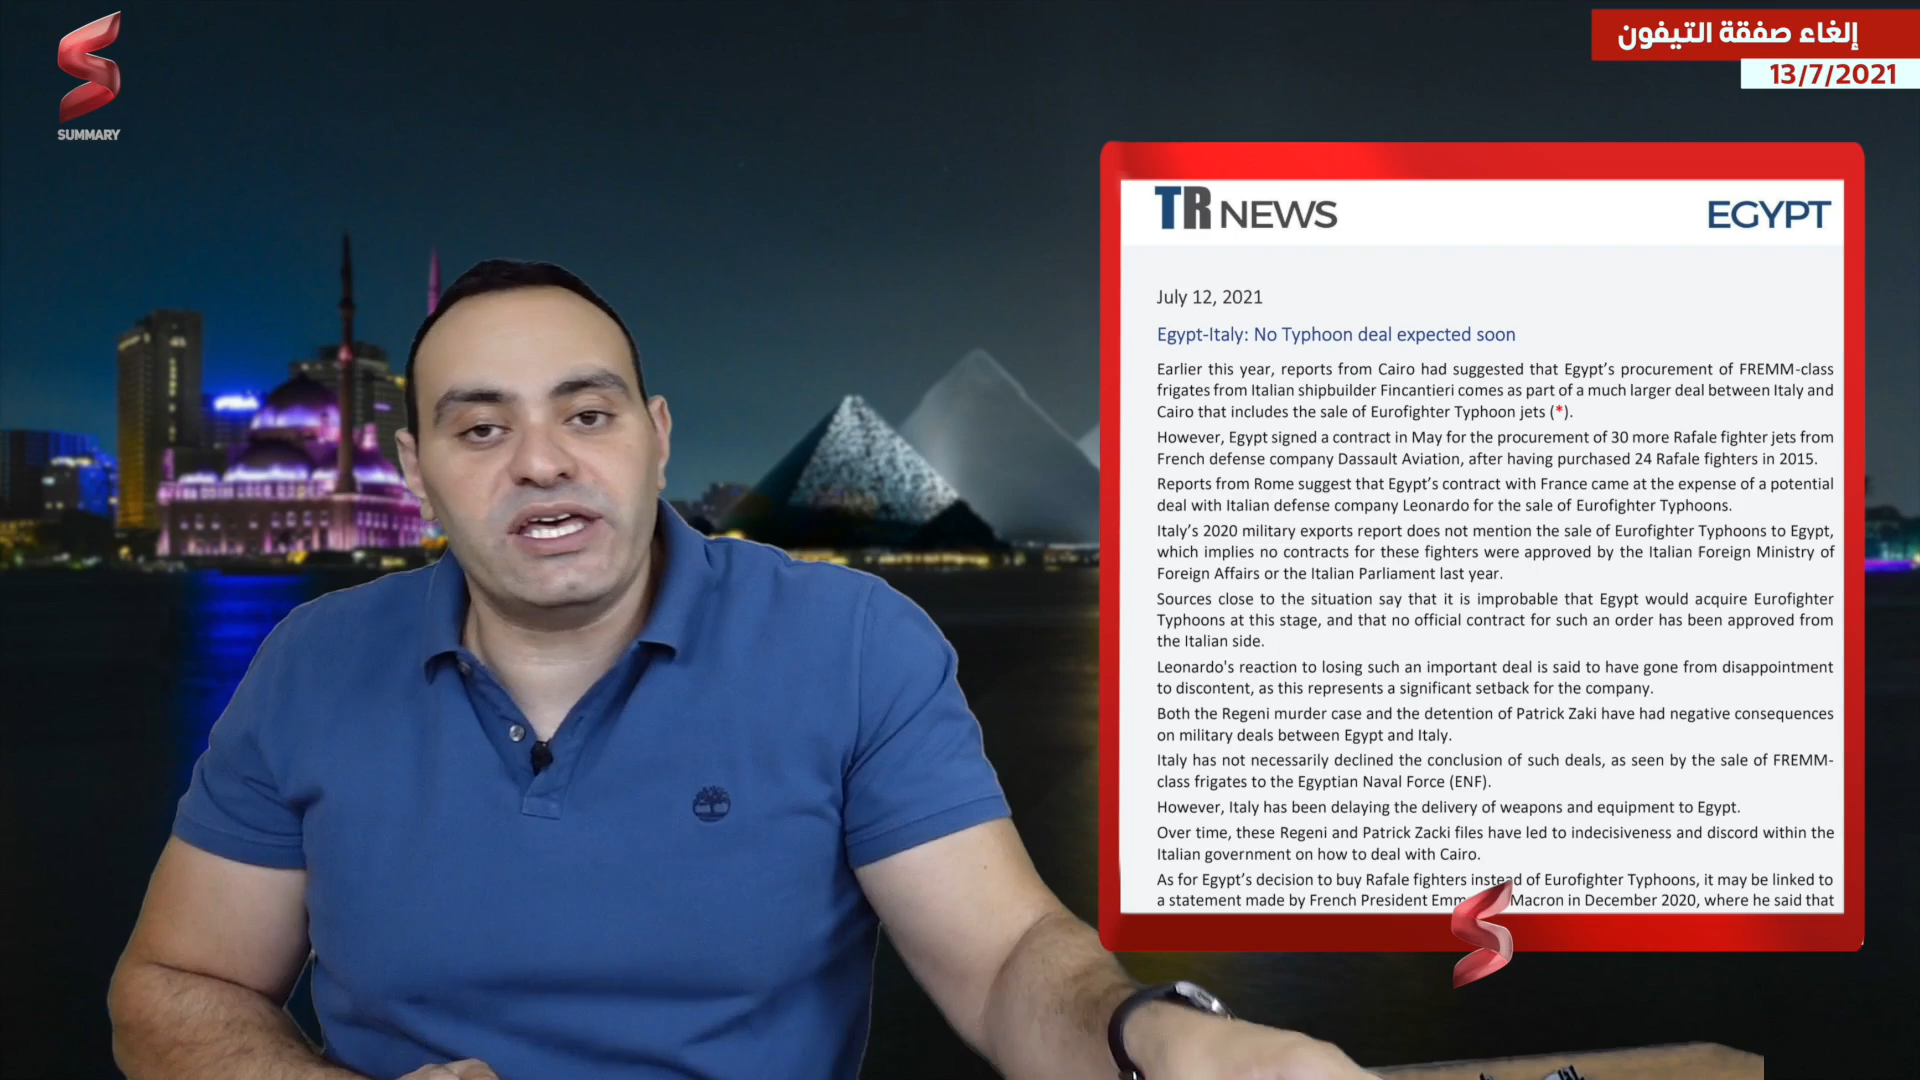 SUMMARY
إلغاء صفقة التيفون
13/7/2021
TR NEWS
EGYPT
July 12, 2021
Egypt-Italy: No Typhoon deal expected soon
Earlier this year, reports from Cairo had suggested that Egypt's procurement of FREMM-class
frigates from Italian shipbuilder Fincantieri comes as part of a much larger deal between Italy and
Cairo that includes the sale of Eurofighter Typhoon jets (*).
However, Egypt signed a contract in May for the procurement of 30 more Rafale fighter jets from
French defense company Dassault Aviation, after having purchased 24 Rafale fighters in 2015.
Reports from Rome suggest that Egypt's contract with France came at the expense of a potential
deal with Italian defense company Leonardo for the sale of Eurofighter Typhoons.
Italy's 2020 military exports report does not mention the sale of Eurofighter Typhoons to Egypt,
which implies no contracts for these fighters were approved by the Italian Foreign Ministry of
Foreign Affairs or the Italian Parliament last year.
Sources close to the situation say that it is improbable that Egypt would acquire Eurofighter
Typhoons at this stage, and that no official contract for such an order has been approved from
the Italian side.
Leonardo's reaction to losing such an important deal is said to have gone from disappointment
to discontent, as this represents a significant setback for the company.
Both the Regeni murder case and the detention of Patrick Zaki have had negative consequences
on military deals between Egypt and Italy.
Italy has not necessarily declined the conclusion of such deals, as seen by the sale of FREMM-
class frigates to the Egyptian Naval Force (ENF).
However, Italy has been delaying the delivery of weapons and equipment to Egypt.
Over time, these Regeni and Patrick Zacki files have led to indecisiveness and discord within the
Italian government on how to deal with Cairo.
As for Egypt's decision to buy Rafale fighters instead of Eurofighter Typhoons, it may be linked to
a statement made by French President Macron in December 2020, where he said that